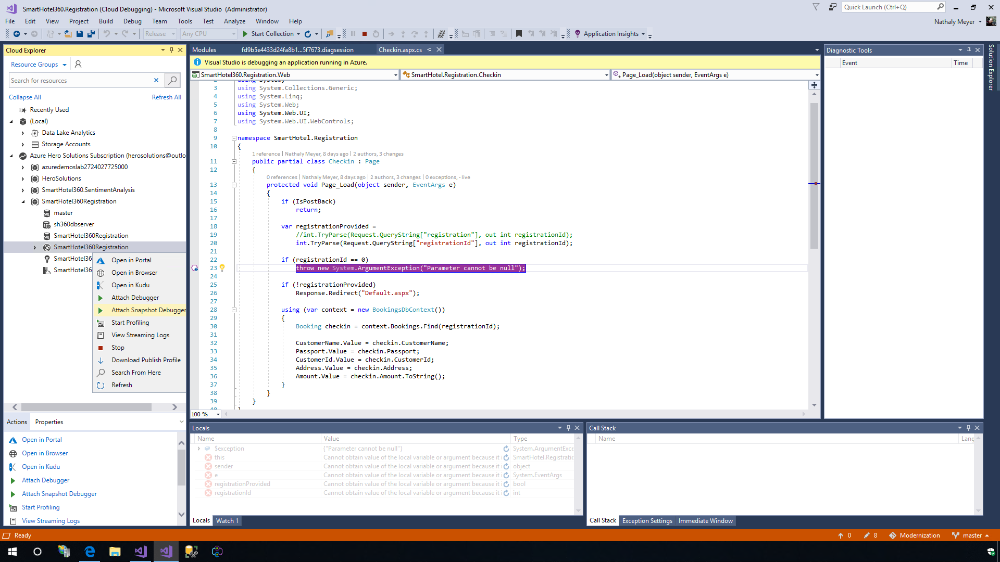 SmartHotel360.Registration (Cloud Debugging) - Microsoft Visual Studio (Administrator)
Quick Launch (Ctrl+Q)
File Edit View Project Build Debug Team Tools Test Analyze Window Help
Nathaly Meyer
Release Any CPU Start Collection Application Insights
Cloud Explorer
Resource Groups
Search for resources
Collapse All Refresh All
Recently Used
(Local)
Data Lake Analytics
Storage Accounts
Azure Hero Solutions Subscription (herosolutions@outlo
azuredemoslab2724027725000
HeroSolutions
SmartHotel360.SentimentAnalysis
SmartHotel360Registration
master
sh360dbserver
SmartHotel360Registration
SmartHotel360Registration
SmartHotel36
SmartHotel36
Open in Portal
Open in Browser
Open in Kudu
Attach Debugger
Attach Snapshot Debugger
Start Profiling
View Streaming Logs
Stop
Download Publish Profile
Search From Here
Refresh
Actions Properties
Open in Portal
Open in Browser
Open in Kudu
Attach Debugger
Attach Snapshot Debugger
Start Profiling
View Streaming Logs
Modules fd9b5e4433d24fa8b1...5f7673.diagsession Checkin.aspx.cs
Visual Studio is debugging an application running in Azure.
SmartHotel360.Registration.Web SmartHotel.Registration.Checkin Page_Load(object sender, EventArgs e)
2 using System;
3 using System.Collections.Generic;
4 using System.Linq;
5 using System.Web;
6 using System.Web.UI;
7 using System.Web.UI.WebControls;
8
9 namespace SmartHotel.Registration
10 {
1 reference | Nathaly Meyer, 8 days ago | 2 authors, 3 changes
11 public partial class Checkin : Page
12 {
0 references | Nathaly Meyer, 8 days ago | 2 authors, 3 changes | 0 exceptions, - live
13 protected void Page_Load(object sender, EventArgs e)
14 {
15 if (IsPostBack)
16 return;
17
18 var registrationProvided =
19 //int.TryParse(Request.QueryString["registration"], out int registrationId);
20 int.TryParse(Request.QueryString["registrationId"], out int registrationId);
21
22 if (registrationId == 0)
23 throw new System.ArgumentException("Parameter cannot be null");
24
25 if (!registrationProvided)
26 Response.Redirect("Default.aspx");
27
28 using (var context = new BookingsDbContext())
29 {
30 Booking checkin = context.Bookings.Find(registrationId);
31
32 CustomerName.Value = checkin.CustomerName;
33 Passport.Value = checkin.Passport;
34 CustomerId.Value = checkin.CustomerId;
35 Address.Value = checkin.Address;
36 Amount.Value = checkin.Amount.ToString();
37 }
38 }
39 }
40 }
100 %
Locals
Name Value Type
$exception {"Parameter cannot be null"} System.ArgumentExce
this Cannot obtain value of the local variable or argument because it i SmartHotel.Registratio
sender Cannot obtain value of the local variable or argument because it i object
e Cannot obtain value of the local variable or argument because it i System.EventArgs
registrationProvided Cannot obtain value of the local variable or argument because it i bool
registrationId Cannot obtain value of the local variable or argument because it i int
Locals Watch 1
Call Stack
Name Lang
Call Stack Exception Settings Immediate Window
Diagnostic Tools
Event Time
Solution Explorer
Ready
0 8 Modernization master